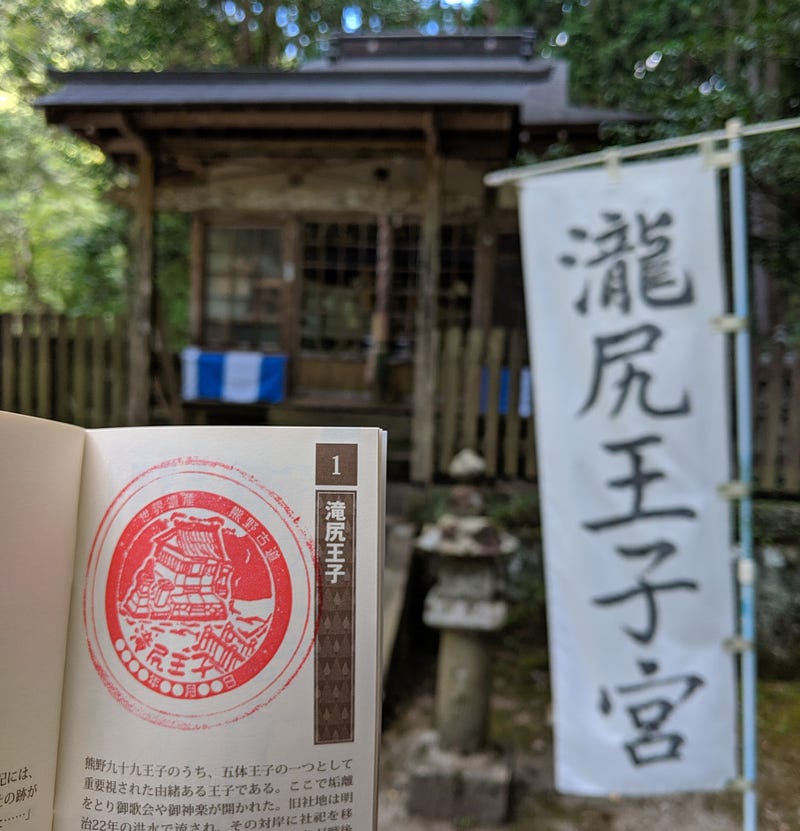 瀧尻王子宮
1
滝尻王子
世界遺産 熊野古道
滝尻王子
年 月 日
熊野九十九王子のうち、五体王子の一つとして
重要視された由緒ある王子である。ここで垢離
をとり御歌会や御神楽が開かれた。旧社地は明
治22年の洪水で流され、その対岸に社祀を移
記には、
の跡が
……」